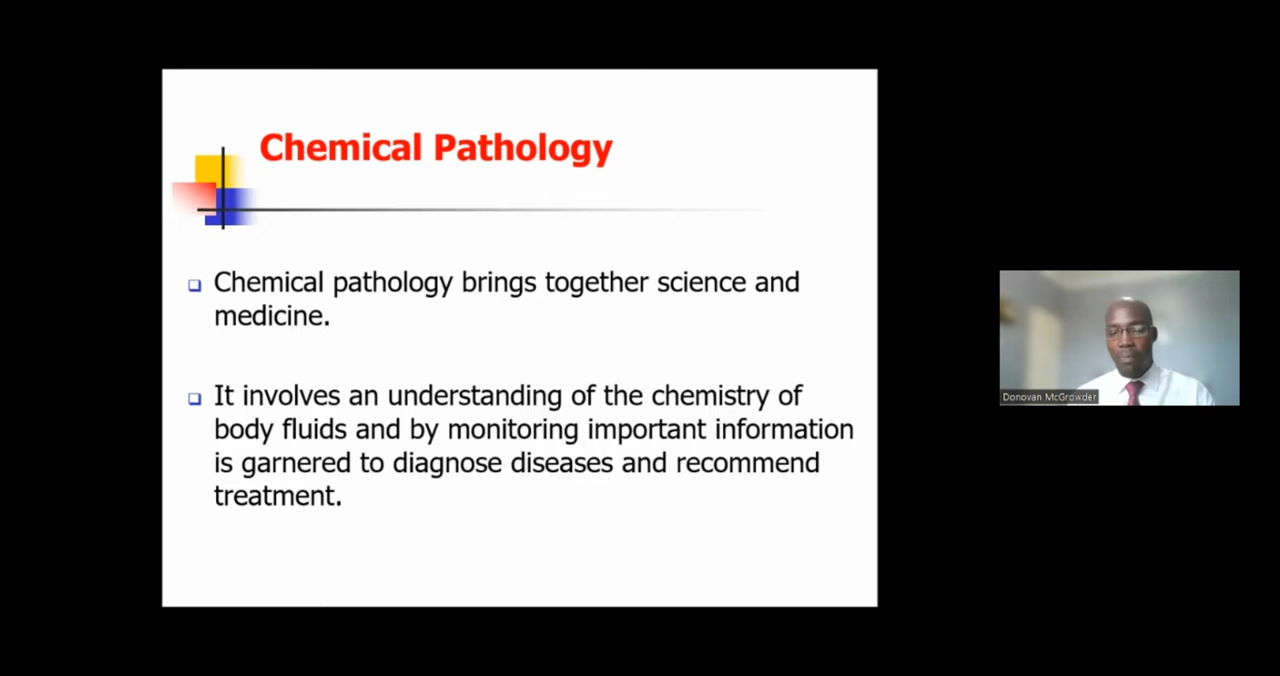 Chemical Pathology
Chemical pathology brings together science and
medicine.
It involves an understanding of the chemistry of
body fluids and by monitoring important information
is garnered to diagnose diseases and recommend
treatment.
Donovan McGrowder